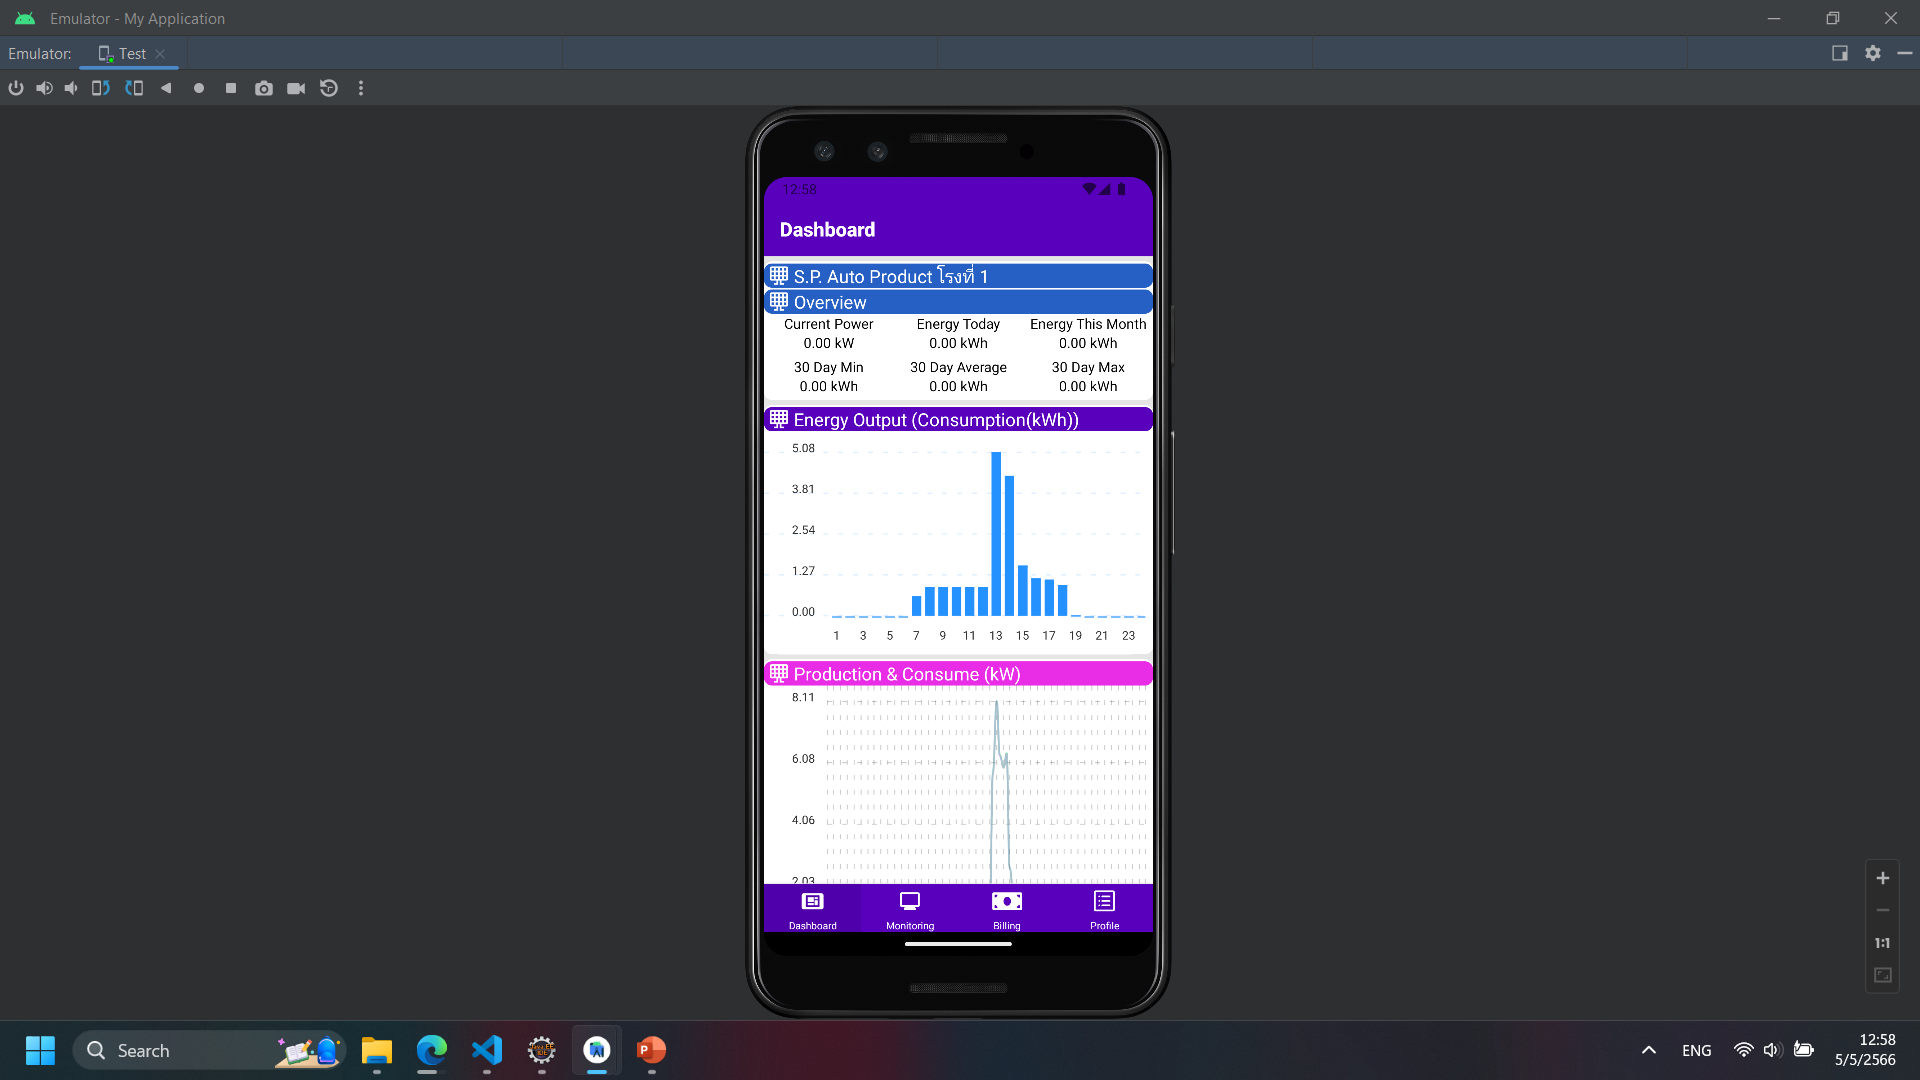 Emulator - My Application
Emulator:
Test
12:58
Dashboard
S.P. Auto Product โรงที่ 1
Overview
Current Power
Energy Today
Energy This Month
0.00 kW
0.00 kWh
0.00 kWh
30 Day Min
30 Day Average
30 Day Max
0.00 kWh
0.00 kWh
0.00 kWh
Energy Output (Consumption(kWh))
5.08
3.81
2.54
1.27
0.00
1 3 5 7 9 11 13 15 17 19 21 23
Production & Consume (kW)
8.11
6.08
4.06
2.03
Dashboard
Monitoring
Billing
Profile
1:1
Search
ENG
12:58
5/5/2566